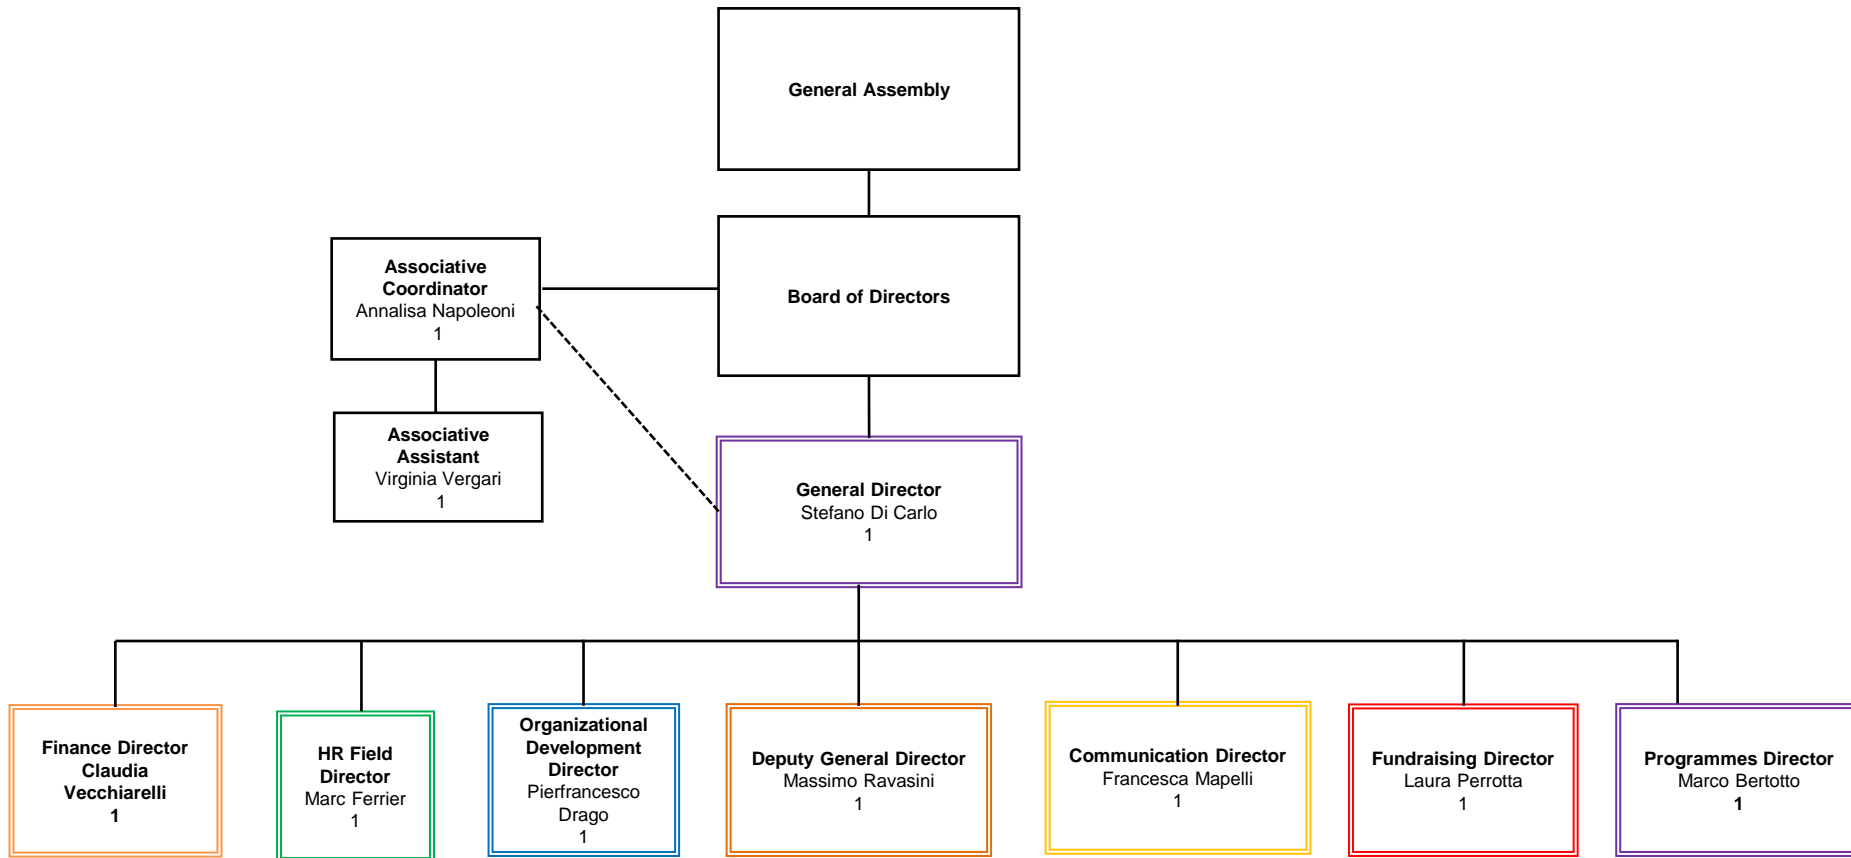 General Assembly
Board of Directors
Associative
Coordinator
Annalisa Napoleoni
1
Associative
Assistant
Virginia Vergari
1
General Director
Stefano Di Carlo
1
Finance Director
Claudia
Vecchiarelli
1
HR Field
Director
Marc Ferrier
1
Organizational
Development
Director
Pierfrancesco
Drago
1
Deputy General Director
Massimo Ravasini
1
Communication Director
Francesca Mapelli
1
Fundraising Director
Laura Perrotta
1
Programmes Director
Marco Bertotto
1